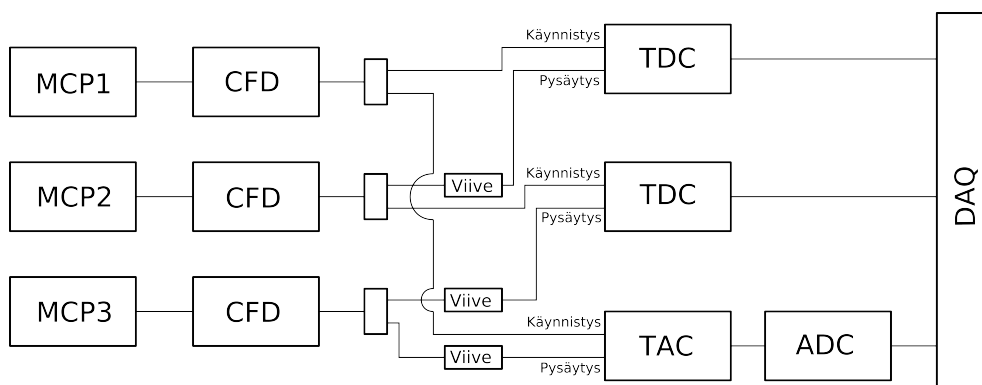 MCP1
CFD
Käynnistys
Pysäytys
TDC
MCP2
CFD
Viive
Käynnistys
Pysäytys
TDC
MCP3
CFD
Viive
Viive
Käynnistys
Pysäytys
TAC
ADC
DAQ